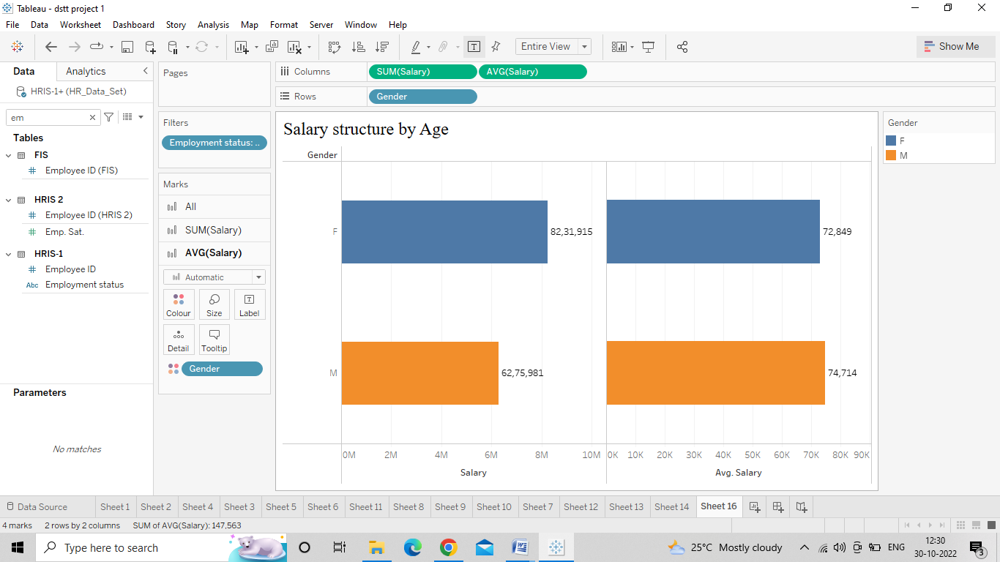 Tableau - dstt project 1
File Data Worksheet Dashboard Story Analysis Map Format Server Window Help
Entire View
Show Me
Data Analytics
HRIS-1+ (HR_Data_Set)
em
Tables
FIS
# Employee ID (FIS)
HRIS 2
# Employee ID (HRIS 2)
# Emp. Sat.
HRIS-1
# Employee ID
Abc Employment status
Parameters
No matches
Pages
Filters
Employment status: ..
Marks
All
SUM(Salary)
AVG(Salary)
Automatic
Colour Size Label
Detail Tooltip
Gender
Columns SUM(Salary) AVG(Salary)
Rows Gender
Salary structure by Age
Gender
F 82,31,915 72,849
M 62,75,981 74,714
0M 2M 4M 6M 8M 10M 0K 10K 20K 30K 40K 50K 60K 70K 80K 90K
Salary Avg. Salary
Gender
F
M
Data Source Sheet 1 Sheet 2 Sheet 4 Sheet 3 Sheet 5 Sheet 6 Sheet 11 Sheet 8 Sheet 9 Sheet 10 Sheet 7 Sheet 12 Sheet 13 Sheet 14 Sheet 16
4 marks 2 rows by 2 columns SUM of AVG(Salary): 147,563
Type here to search
25°C Mostly cloudy
ENG
12:30
30-10-2022
3